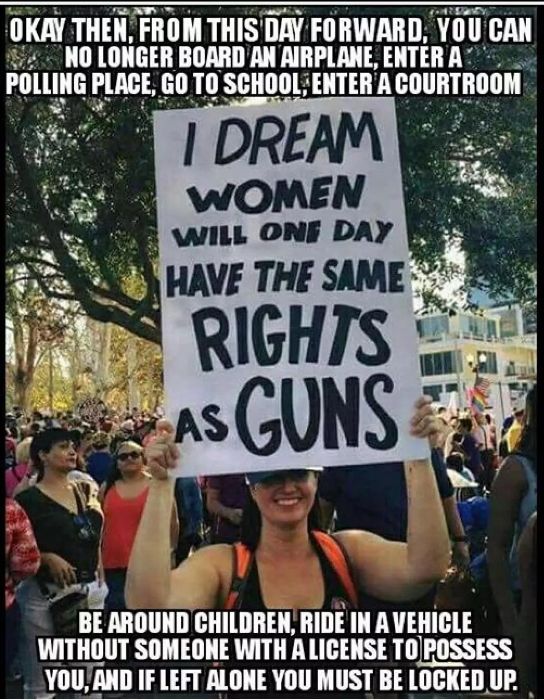 OKAY THEN, FROM THIS DAY FORWARD, YOU CAN
NO LONGER BOARD AN AIRPLANE, ENTER A
POLLING PLACE, GO TO SCHOOL, ENTER A COURTROOM
I DREAM
WOMEN
WILL ONE DAY
HAVE THE SAME
RIGHTS
AS GUNS
BE AROUND CHILDREN, RIDE IN A VEHICLE
WITHOUT SOMEONE WITH A LICENSE TO POSSESS
YOU, AND IF LEFT ALONE YOU MUST BE LOCKED UP.